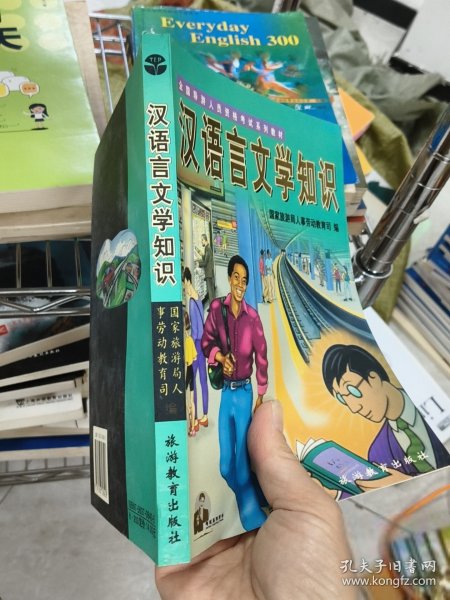 Everyday
English 300
TEP
汉语言文学知识
国家旅游局人
事劳动教育司
编
旅游教育出版社
全国导游人员资格考试系列教材
汉语言文学知识
国家旅游局人事劳动教育司 编
旅游教育出版社
孔夫子旧书网
www.kongfz.com